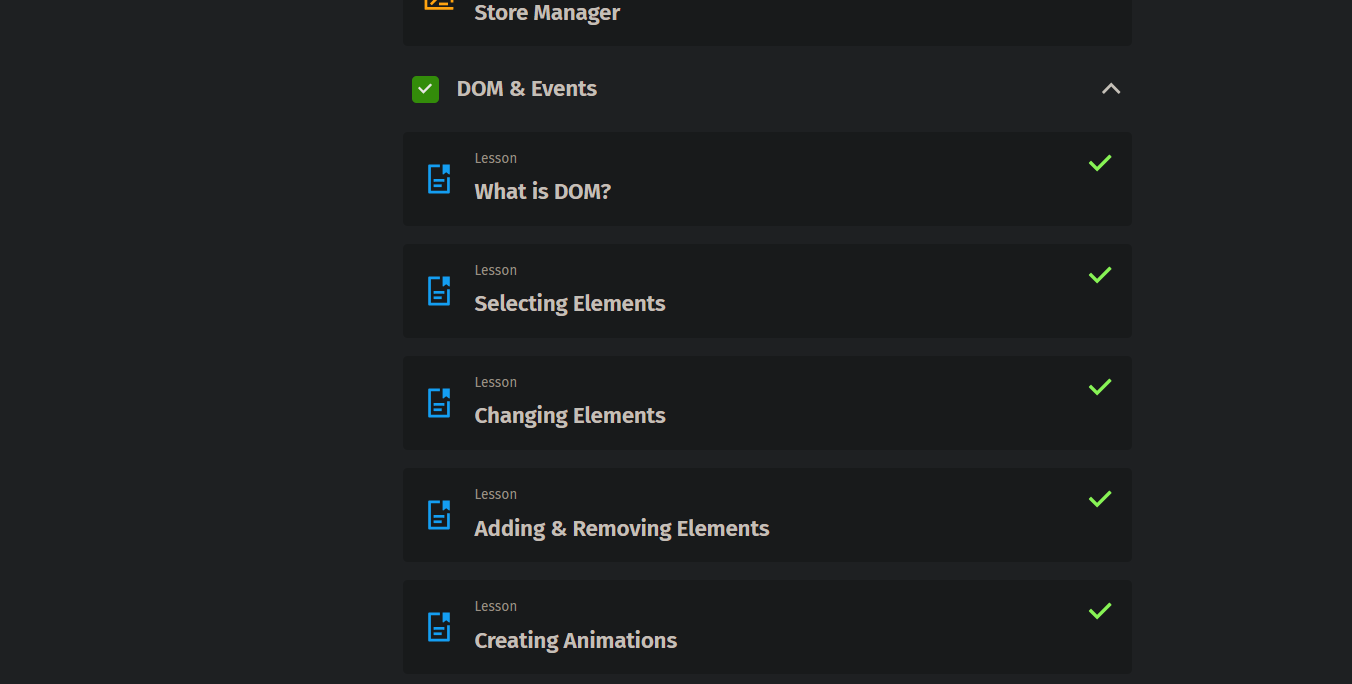 Store Manager
DOM & Events
Lesson
What is DOM?
Lesson
Selecting Elements
Lesson
Changing Elements
Lesson
Adding & Removing Elements
Lesson
Creating Animations